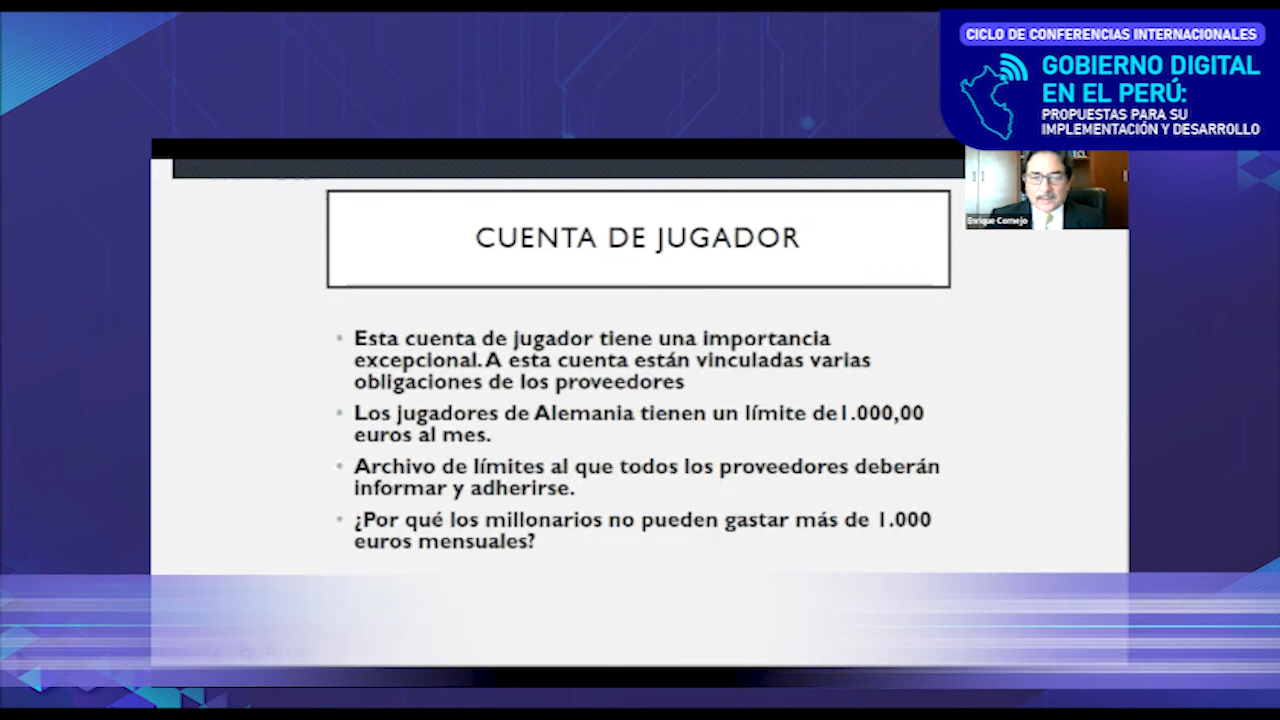 CICLO DE CONFERENCIAS INTERNACIONALES
GOBIERNO DIGITAL
EN EL PERÚ:
PROPUESTAS PARA SU
IMPLEMENTACIÓN Y DESARROLLO
Enrique Cornejo
CUENTA DE JUGADOR
• Esta cuenta de jugador tiene una importancia
excepcional. A esta cuenta están vinculadas varias
obligaciones de los proveedores
• Los jugadores de Alemania tienen un límite de1.000,00
euros al mes.
• Archivo de límites al que todos los proveedores deberán
informar y adherirse.
• ¿Por qué los millonarios no pueden gastar más de 1.000
euros mensuales?